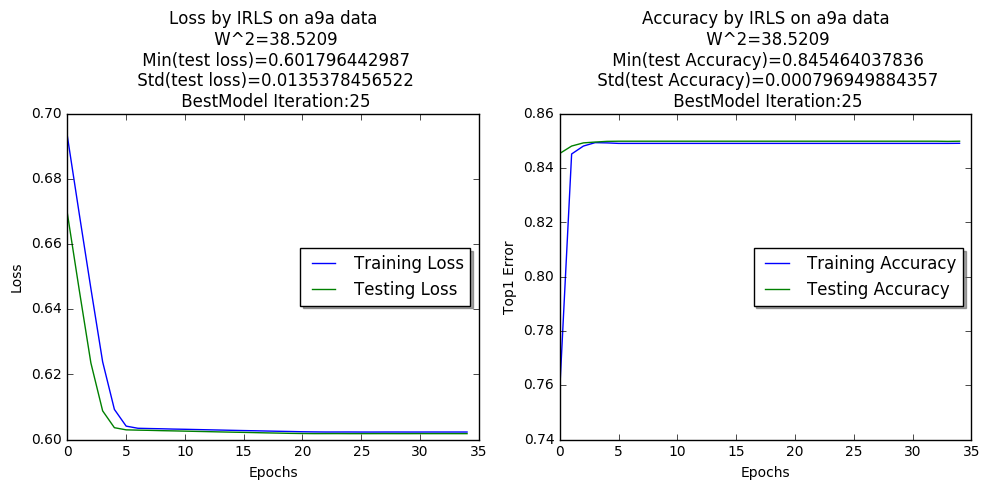 Loss by IRLS on a9a data
W^2=38.5209
Min(test loss)=0.601796442987
Std(test loss)=0.0135378456522
BestModel Iteration:25
0.70
0.68
0.66
0.64
0.62
0.60
Loss
Training Loss
Testing Loss
0 5 10 15 20 25 30 35
Epochs
Accuracy by IRLS on a9a data
W^2=38.5209
Min(test Accuracy)=0.845464037836
Std(test Accuracy)=0.000796949884357
BestModel Iteration:25
0.86
0.84
0.82
0.80
0.78
0.76
0.74
Top1 Error
Training Accuracy
Testing Accuracy
0 5 10 15 20 25 30 35
Epochs